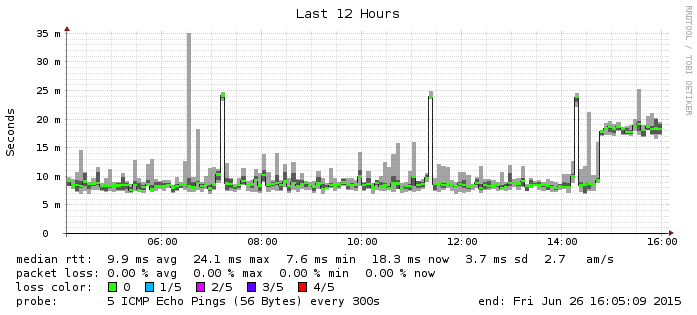 Last 12 Hours
RRDTOOL / TOBI OETIKER
Seconds
35 m
30 m
25 m
20 m
15 m
10 m
5 m
0
06:00 08:00 10:00 12:00 14:00 16:00
median rtt: 9.9 ms avg 24.1 ms max 7.6 ms min 18.3 ms now 3.7 ms sd 2.7 am/s
packet loss: 0.00 % avg 0.00 % max 0.00 % min 0.00 % now
loss color: 0 1/5 2/5 3/5 4/5
probe: 5 ICMP Echo Pings (56 Bytes) every 300s end: Fri Jun 26 16:05:09 2015